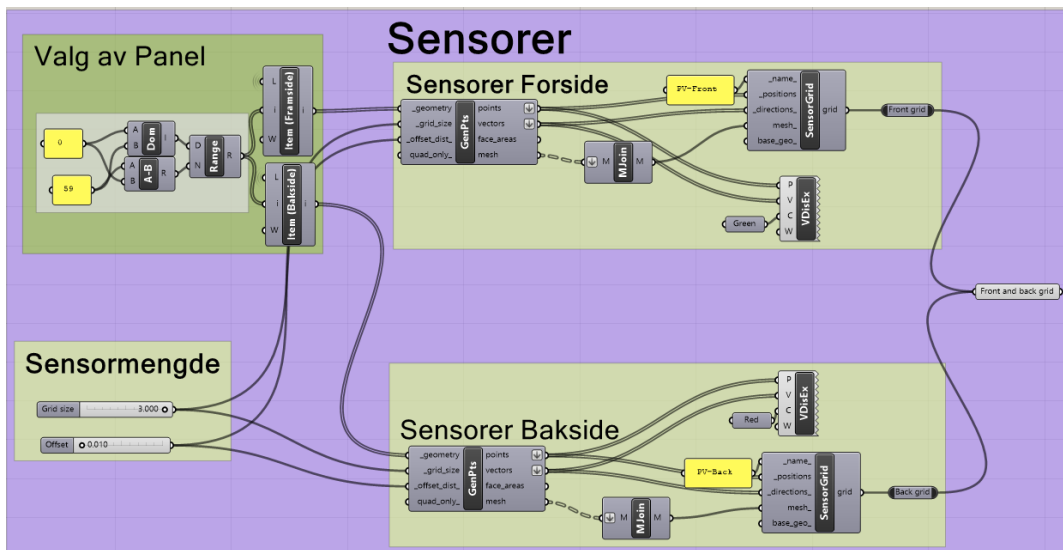 Sensorer
Valg av Panel
0
59
A
B
Dom
I
A
B
A-B
R
D
N
Range
R
L
i
W
Item (Framside)
i
L
i
W
Item (Bakside)
i
Sensorer Forside
_geometry
_grid_size
_offset_dist_
quad_only_
GenPts
points
vectors
face_areas
mesh
M
MJoin
M
PV-Front
_name_
_positions
_directions_
mesh_
base_geo_
SensorGrid
grid
Front grid
Green
P
V
C
W
VDisEx
Front and back grid
Sensormengde
Grid size
3.000
Offset
0.010
Sensorer Bakside
_geometry
_grid_size
_offset_dist_
quad_only_
GenPts
points
vectors
face_areas
mesh
Red
P
V
C
W
VDisEx
M
MJoin
M
PV-Back
_name_
_positions
_directions_
mesh_
base_geo_
SensorGrid
grid
Back grid